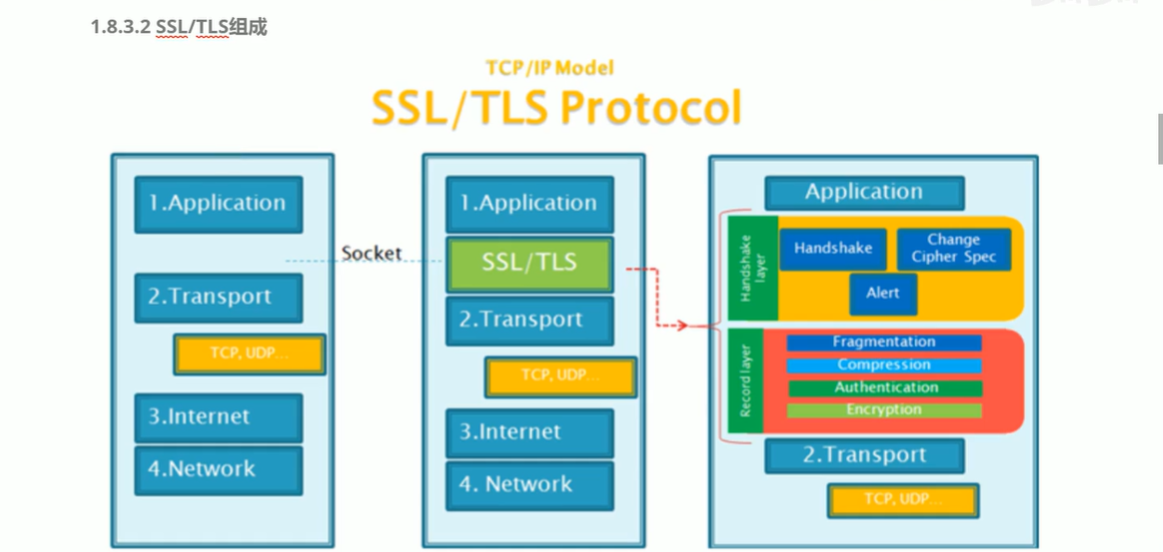 1.8.3.2 SSL/TLS组成
TCP/IP Model
SSL/TLS Protocol
1.Application
Socket
2.Transport
TCP, UDP...
3.Internet
4.Network
1.Application
SSL/TLS
2.Transport
TCP, UDP...
3.Internet
4. Network
Application
Handshake
layer
Handshake
Change
Cipher Spec
Alert
Record layer
Fragmentation
Compression
Authentication
Encryption
2.Transport
TCP, UDP...